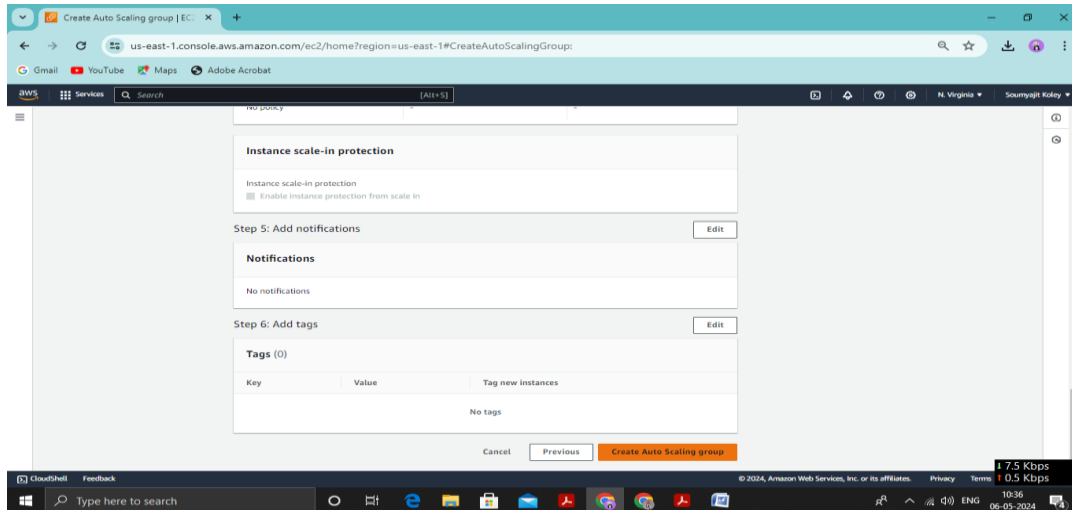 Create Auto Scaling group | EC
us-east-1.console.aws.amazon.com/ec2/home?region=us-east-1#CreateAutoScalingGroup:
Gmail YouTube Maps Adobe Acrobat
aws Services Search [Alt+S] N. Virginia Soumyajit Koley
No policy - -
Instance scale-in protection
Instance scale-in protection
Enable instance protection from scale in
Step 5: Add notifications Edit
Notifications
No notifications
Step 6: Add tags Edit
Tags (0)
Key Value Tag new instances
No tags
Cancel Previous Create Auto Scaling group
7.5 Kbps
CloudShell Feedback © 2024, Amazon Web Services, Inc. or its affiliates. Privacy Terms 0.5 Kbps
Type here to search ENG 10:36
06-05-2024 4